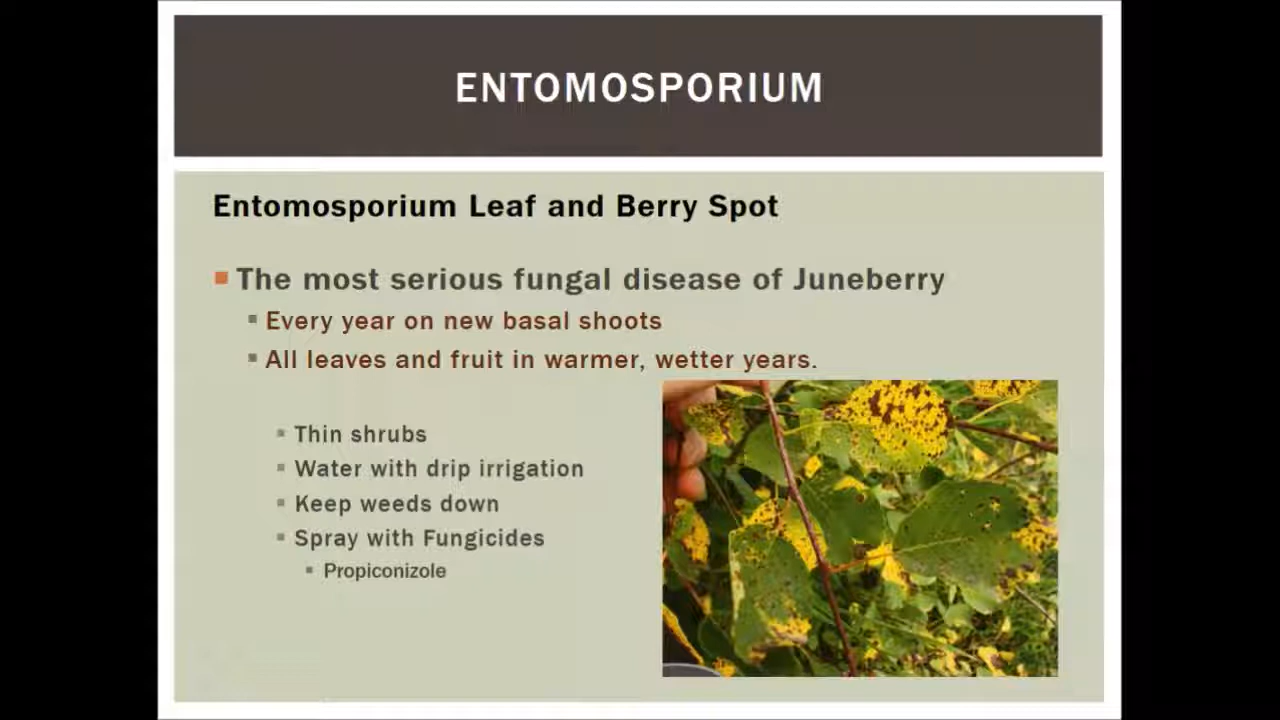 ENTOMOSPORIUM
Entomosporium Leaf and Berry Spot
The most serious fungal disease of Juneberry
Every year on new basal shoots
All leaves and fruit in warmer, wetter years.
Thin shrubs
Water with drip irrigation
Keep weeds down
Spray with Fungicides
Propiconizole